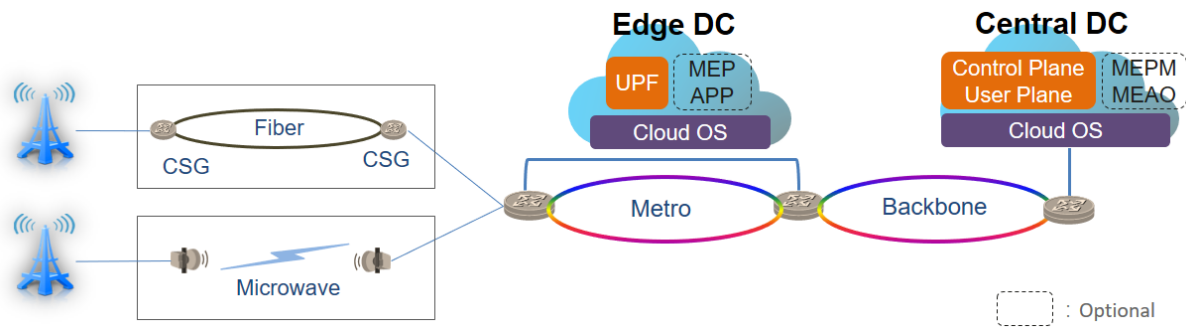 Edge DC
Central DC
UPF
MEP
APP
Cloud OS
Control Plane
User Plane
MEPM
MEAO
Cloud OS
Fiber
CSG
CSG
Metro
Backbone
Microwave
: Optional